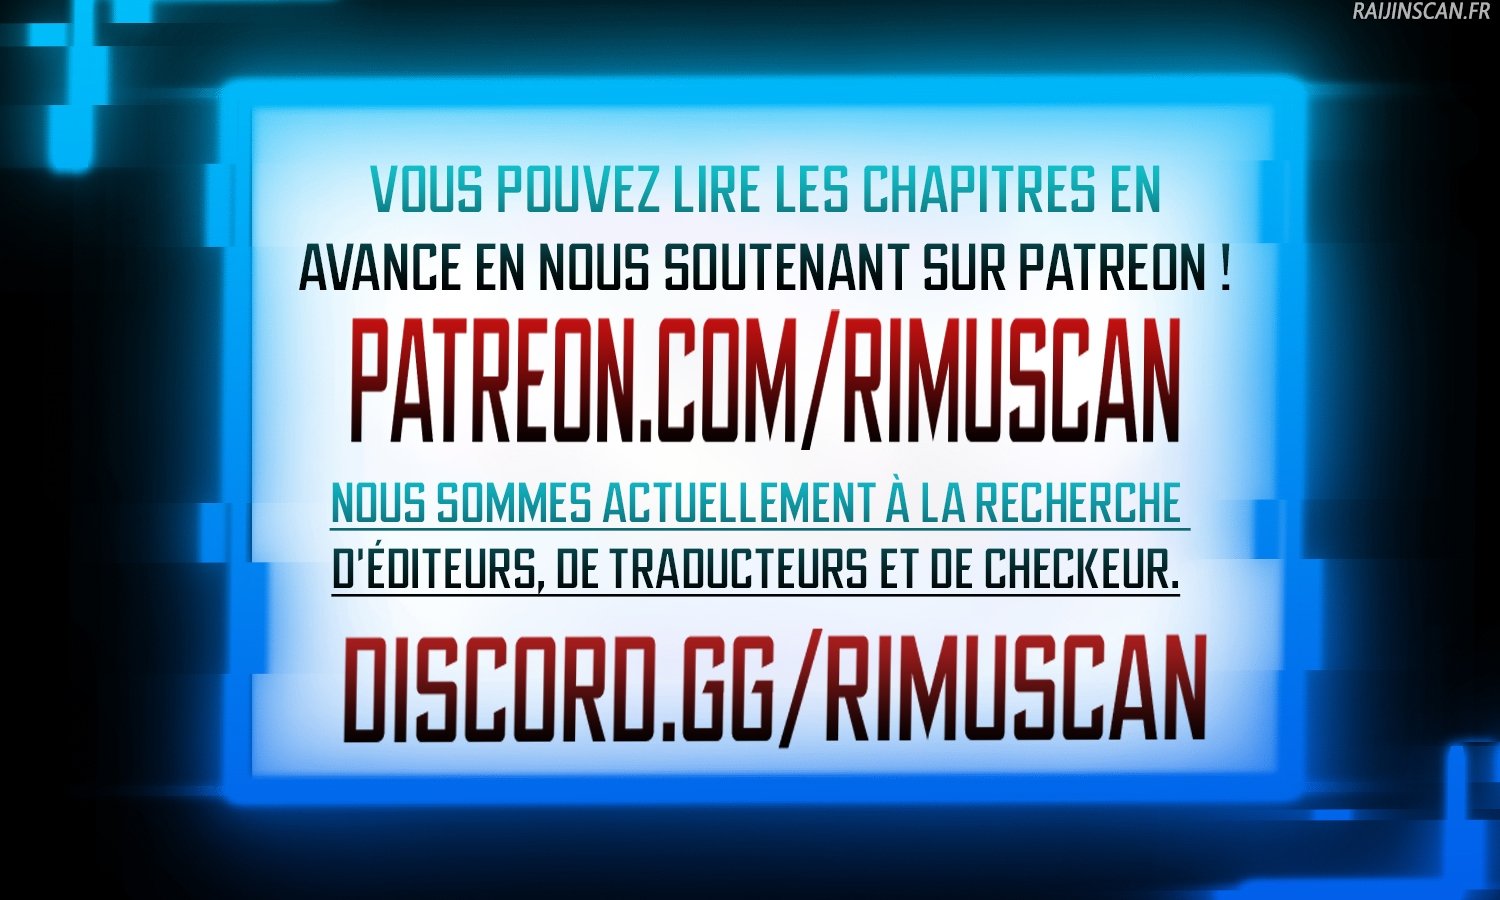 RAIJINSCAN.FR
VOUS POUVEZ LIRE LES CHAPITRES EN
AVANCE EN NOUS SOUTENANT SUR PATREON !
PATREON.COM/RIMUSCAN
NOUS SOMMES ACTUELLEMENT À LA RECHERCHE
D'ÉDITEURS, DE TRADUCTEURS ET DE CHECKEUR.
DISCORD.GG/RIMUSCAN